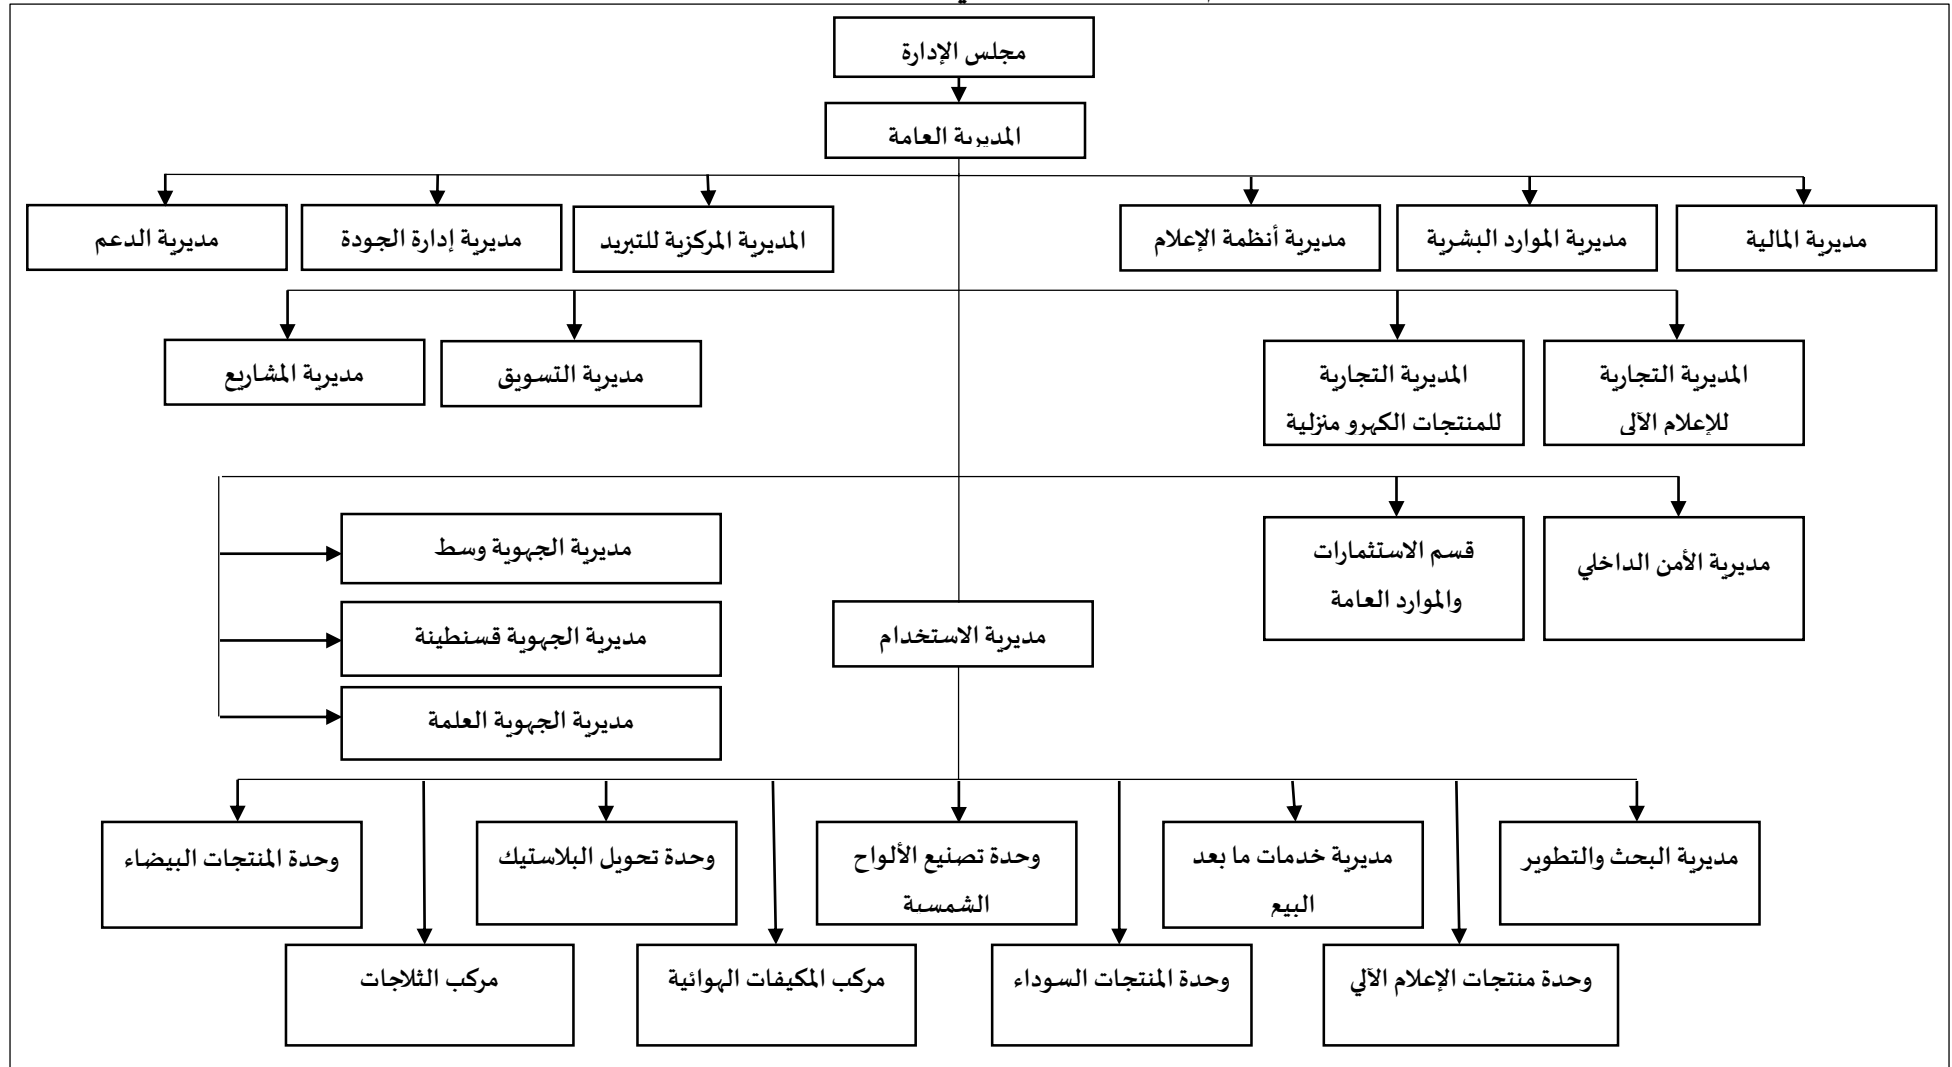 مجلس الإدارة
المديرية العامة
مديرية المالية
مديرية الموارد البشرية
مديرية أنظمة الإعلام
المديرية المركزية للتبريد
مديرية إدارة الجودة
مديرية الدعم
المديرية التجارية
للإعلام الآلي
المديرية التجارية
للمنتجات الكهرو منزلية
مديرية التسويق
مديرية المشاريع
مديرية الأمن الداخلي
قسم الاستثمارات
والموارد العامة
مديرية الجهوية وسط
مديرية الاستخدام
مديرية الجهوية قسنطينة
مديرية الجهوية العلمة
مديرية البحث والتطوير
مديرية خدمات ما بعد
البيع
وحدة تصنيع الألواح
الشمسية
وحدة تحويل البلاستيك
وحدة المنتجات البيضاء
وحدة منتجات الإعلام الآلي
وحدة المنتجات السوداء
مركب المكيفات الهوائية
مركب الثلاجات